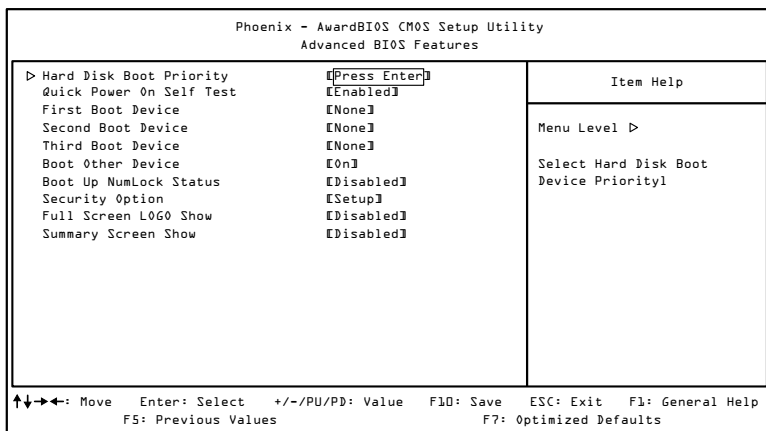 Phoenix - AwardBIOS CMOS Setup Utility
Advanced BIOS Features
▷ Hard Disk Boot Priority [Press Enter]
Quick Power On Self Test [Enabled]
First Boot Device [None]
Second Boot Device [None]
Third Boot Device [None]
Boot Other Device [On]
Boot Up NumLock Status [Disabled]
Security Option [Setup]
Full Screen LOGO Show [Disabled]
Summary Screen Show [Disabled]
Item Help
Menu Level ▷
Select Hard Disk Boot
Device Priority1
↑↓→←: Move Enter: Select +/-/PU/PD: Value F10: Save ESC: Exit F1: General Help
F5: Previous Values F7: Optimized Defaults